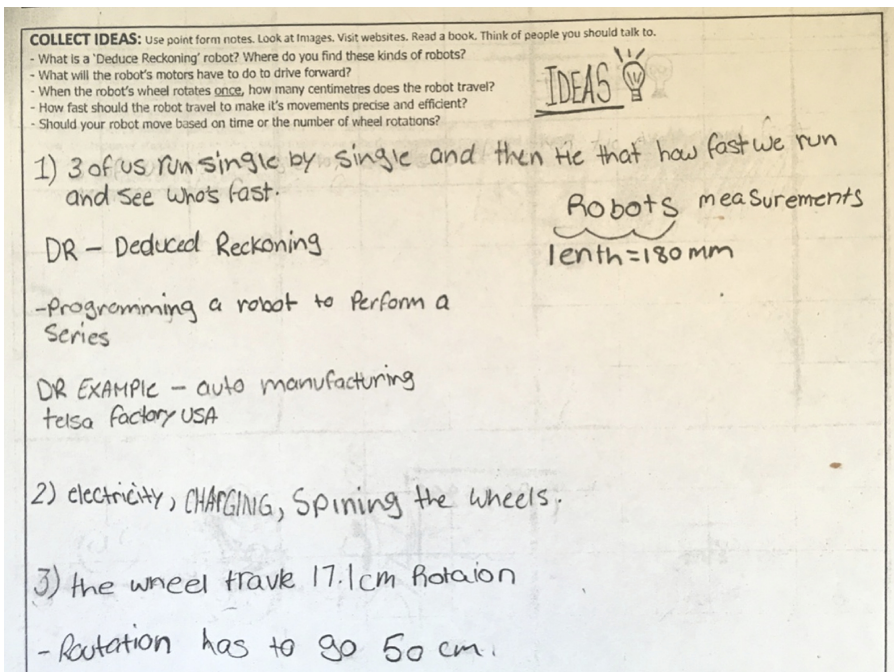 COLLECT IDEAS: Use point form notes. Look at Images. Visit websites. Read a book. Think of people you should talk to.
- What is a 'Deduce Reckoning' robot? Where do you find these kinds of robots?
- What will the robot's motors have to do to drive forward?
- When the robot's wheel rotates once, how many centimetres does the robot travel?
- How fast should the robot travel to make it's movements precise and efficient?
- Should your robot move based on time or the number of wheel rotations?
IDEAS
1) 3 of us run single by single and then tie that how fast we run
and see who's fast.
Robots measurements
lenth=180mm
DR - Deduced Reckoning
-Programming a robot to Perform a
Series
DR EXAMPlE - auto manufacturing
telsa factory USA
2) electricity, CHARGING, Spining the wheels.
3) the wheel travle 17.1cm Rotaion
- Routation has to go 50 cm.